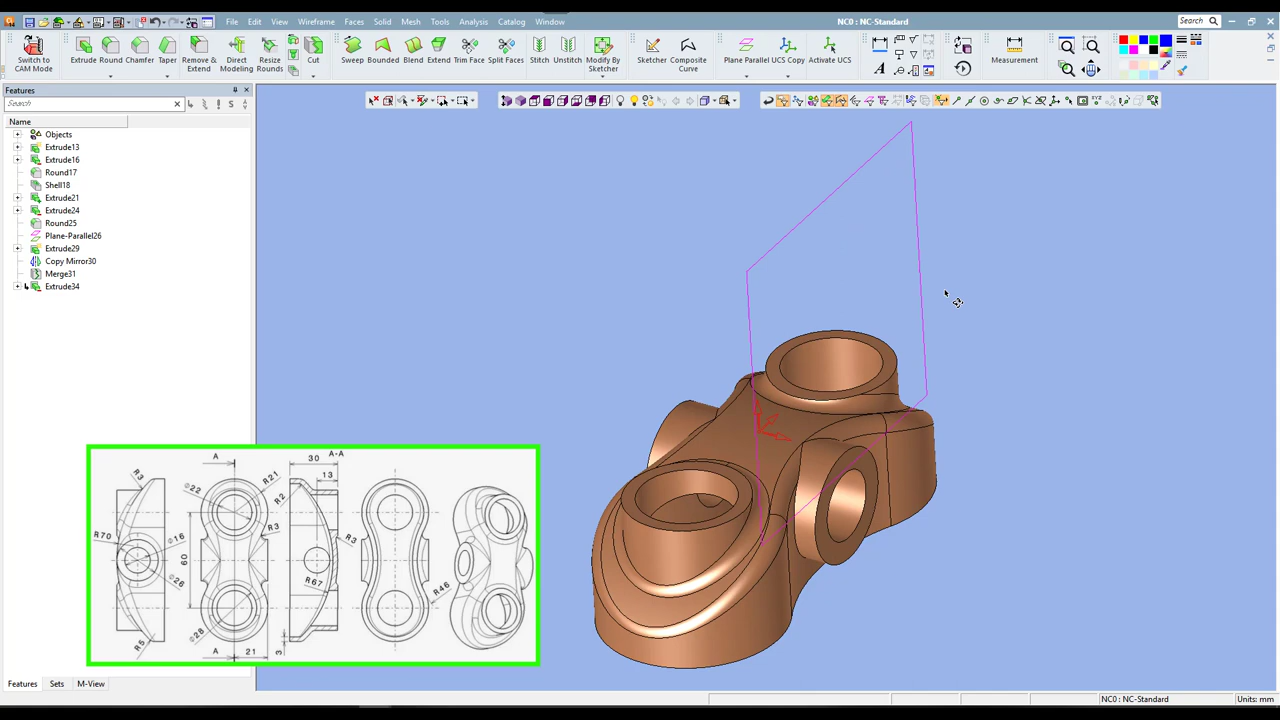 File Edit View Wireframe Faces Solid Mesh Tools Analysis Catalog Window
NC0 : NC-Standard
Search
Switch to
CAM Mode
Extrude
Round
Chamfer
Taper
Remove &
Extend
Direct
Modeling
Resize
Rounds
Cut
Sweep
Bounded
Blend
Split Faces
Stitch
Unstitch
Modify By
Sketcher
Sketcher
Composite
Curve
Plane Parallel
UCS Copy
Activate UCS
Measurement
Features
Search
Name
Objects
Extrude13
Extrude16
Round17
Shell18
Extrude21
Extrude24
Round25
Plane-Parallel26
Extrude29
Copy Mirror30
Merge31
Extrude34
A
30
A-A
13
R3
⌀22
R21
R2
R3
R70
⌀16
60
R3
R67
⌀26
R46
⌀28
R5
A
21
3
Features Sets M-View
NC0 : NC-Standard
Units: mm